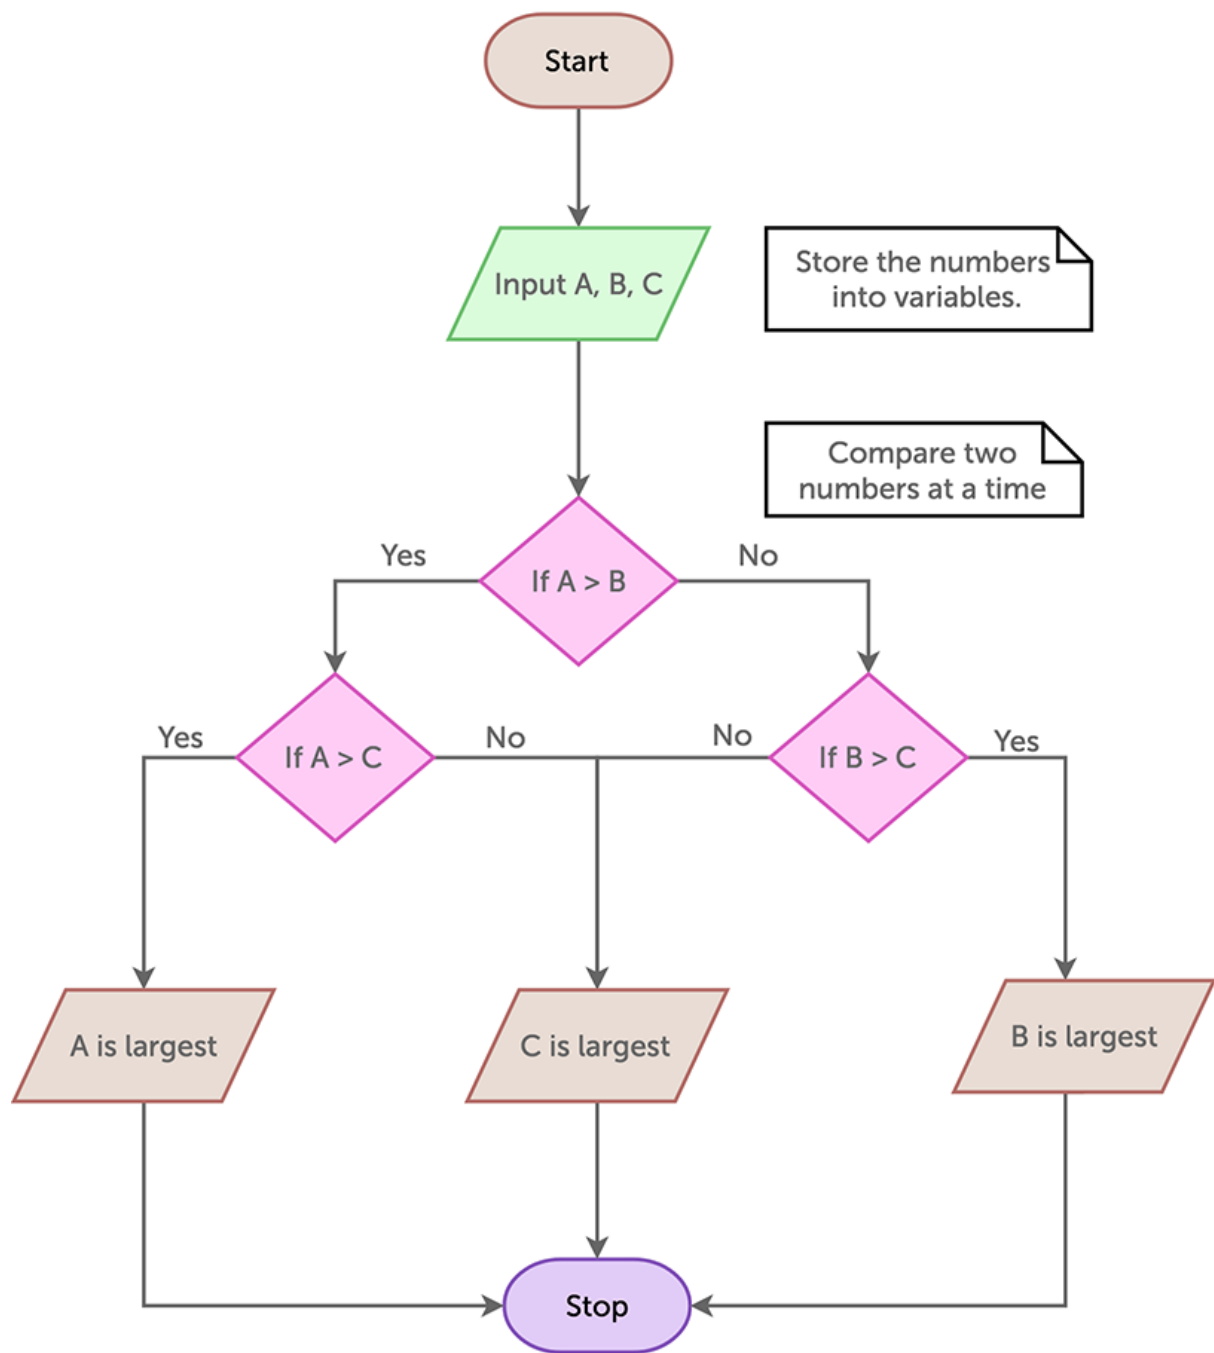 Start
Input A, B, C
Store the numbers
into variables.
Compare two
numbers at a time
Yes
No
If A > B
Yes
No
No
Yes
If A > C
If B > C
A is largest
C is largest
B is largest
Stop